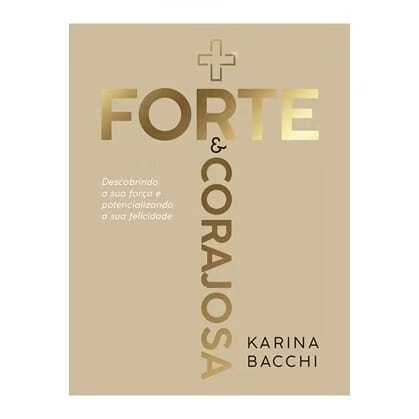 + FORTE
&
CORAJOSA
Descobrindo
a sua força e
potencializando
a sua felicidade
KARINA
BACCHI